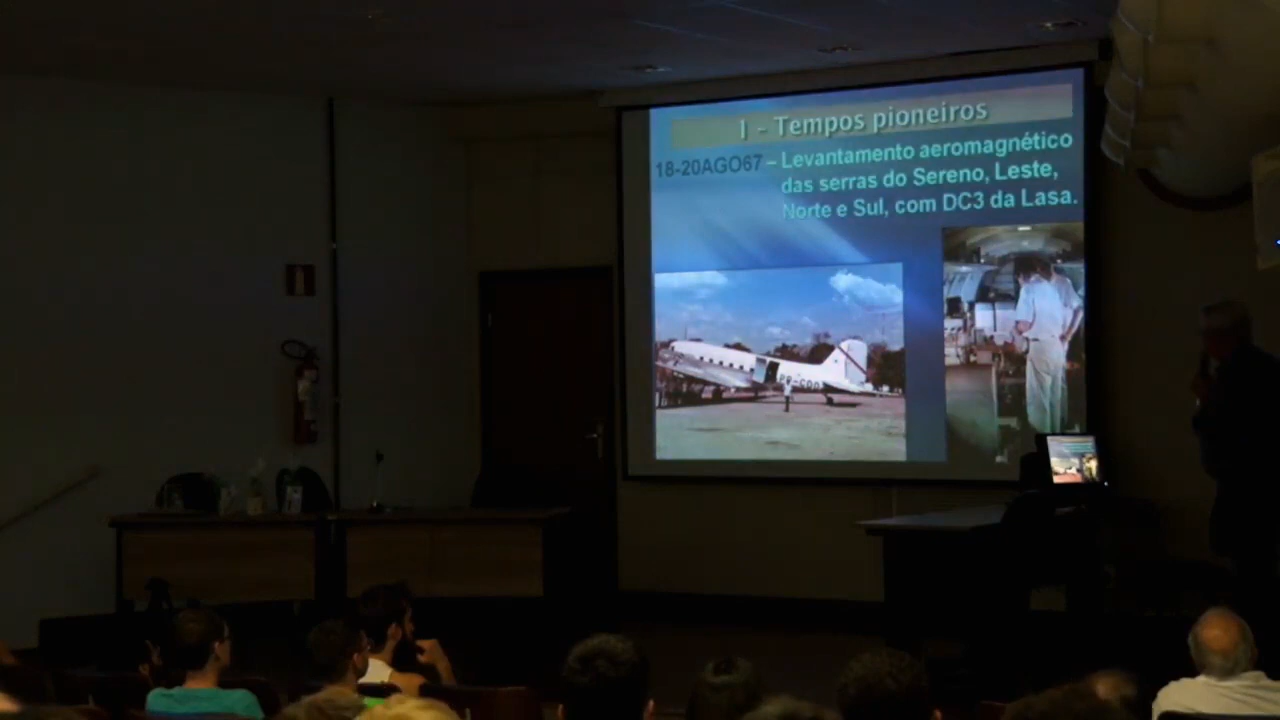 I - Tempos pioneiros
18-20AGO67 – Levantamento aeromagnético
das serras do Sereno, Leste,
Norte e Sul, com DC3 da Lasa.